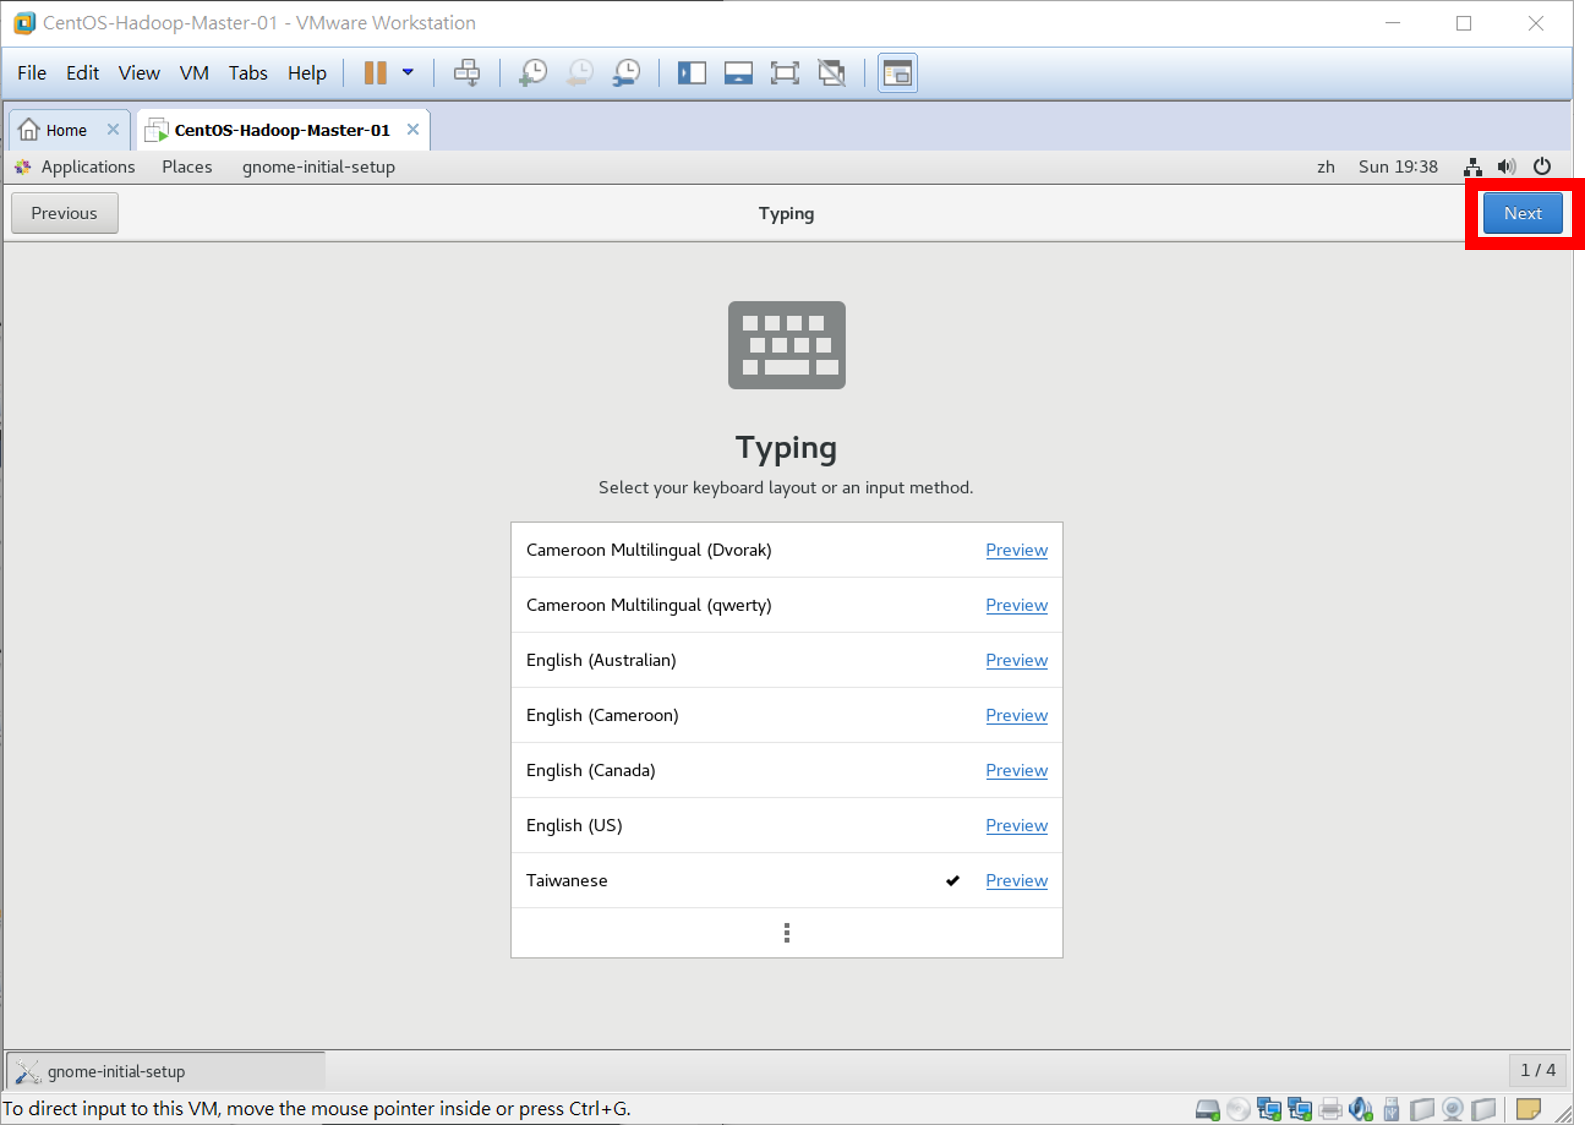 CentOS-Hadoop-Master-01 - VMware Workstation
File Edit View VM Tabs Help
Home CentOS-Hadoop-Master-01
Applications Places gnome-initial-setup zh Sun 19:38
Previous Typing Next
Typing
Select your keyboard layout or an input method.
Cameroon Multilingual (Dvorak) Preview
Cameroon Multilingual (qwerty) Preview
English (Australian) Preview
English (Cameroon) Preview
English (Canada) Preview
English (US) Preview
Taiwanese Preview
gnome-initial-setup 1 / 4
To direct input to this VM, move the mouse pointer inside or press Ctrl+G.